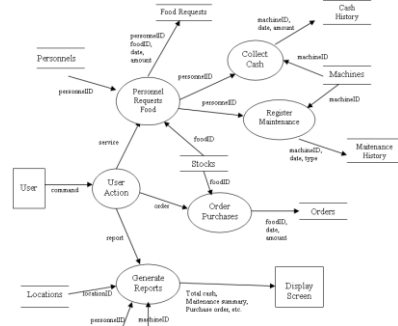 Food Requests
machineID,
date, amount
Cash
History
personnelID
foodID,
date,
amount
Collect
Cash
Personnels
personnelID
Machines
machineID
personnelID
Personnel
Requests
Food
personnelID
machineID
Register
Maintenance
service
foodID
machineID,
date, type
Maitenance
History
Stocks
User
command
User
Action
foodID
order
Order
Purchases
Orders
foodID,
date,
amount
report
Generate
Reports
Locations
locationID
Total cash,
Maitenance summary,
Purchase order, etc.
Display
Screen
personnelID
machineID